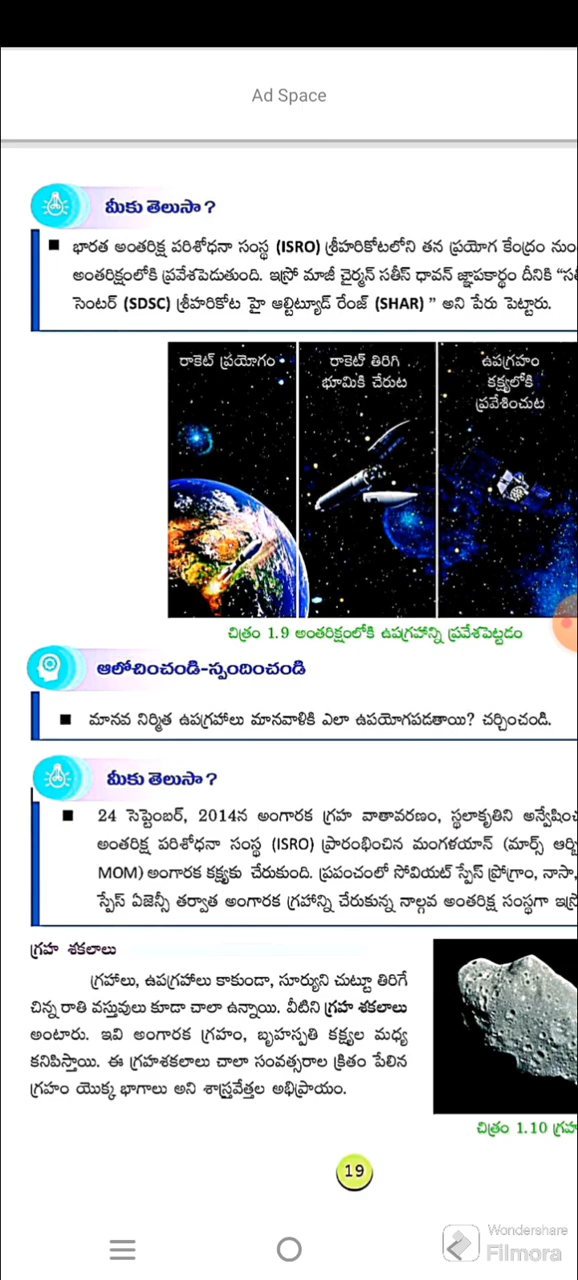 Ad Space
మీకు తెలుసా ?
■ భారత అంతరిక్ష పరిశోధనా సంస్థ (ISRO) శ్రీహరికోటలోని తన ప్రయోగ కేంద్రం
అంతరిక్షంలోకి ప్రవేశపెడుతుంది. ఇస్రో మాజీ చైర్మన్ సతీస్ ధావన్ జ్ఞాపకార్థం దీనికి
సెంటర్ (SDSC) శ్రీహరికోట హై ఆల్టిట్యూడ్ రేంజ్ (SHAR) ” అని పేరు పెట్టారు.
రాకెట్ ప్రయోగం
రాకెట్ తిరిగి
భూమికి చేరుట
ఉపగ్రహం
కక్ష్యలోకి
ప్రవేశించుట
చిత్రం 1.9 అంతరిక్షంలోకి ఉపగ్రహాన్ని ప్రవేశపెట్టడం
ఆలోచించండి-స్పందించండి
■ మానవ నిర్మిత ఉపగ్రహాలు మానవాళికి ఎలా ఉపయోగపడతాయి? చర్చించండి.
మీకు తెలుసా ?
■ 24 సెప్టెంబర్, 2014న అంగారక గ్రహ వాతావరణం, స్థలాకృతిని
అంతరిక్ష పరిశోధనా సంస్థ (ISRO) ప్రారంభించిన మంగళయాన్ (మార్స్
MOM) అంగారక కక్ష్యకు చేరుకుంది. ప్రపంచంలో సోవియట్ స్పేస్ ప్రోగ్రాం, నాసా,
స్పేస్ ఏజెన్సీ తర్వాత అంగారక గ్రహాన్ని చేరుకున్న నాల్గవ అంతరిక్ష సంస్థగా
గ్రహ శకలాలు
గ్రహాలు, ఉపగ్రహాలు కాకుండా, సూర్యుని చుట్టూ తిరిగే
చిన్న రాతి వస్తువులు కూడా చాలా ఉన్నాయి. వీటిని గ్రహ శకలాలు
అంటారు. ఇవి అంగారక గ్రహం, బృహస్పతి కక్ష్యల మధ్య
కనిపిస్తాయి. ఈ గ్రహశకలాలు చాలా సంవత్సరాల క్రితం పేలిన
గ్రహం యొక్క భాగాలు అని శాస్త్రవేత్తల అభిప్రాయం.
చిత్రం 1.10
19
Wondershare
Filmora